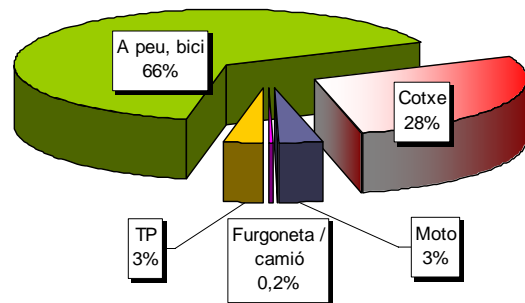 A peu, bici
66%
Cotxe
28%
TP
3%
Furgoneta /
camió
0,2%
Moto
3%